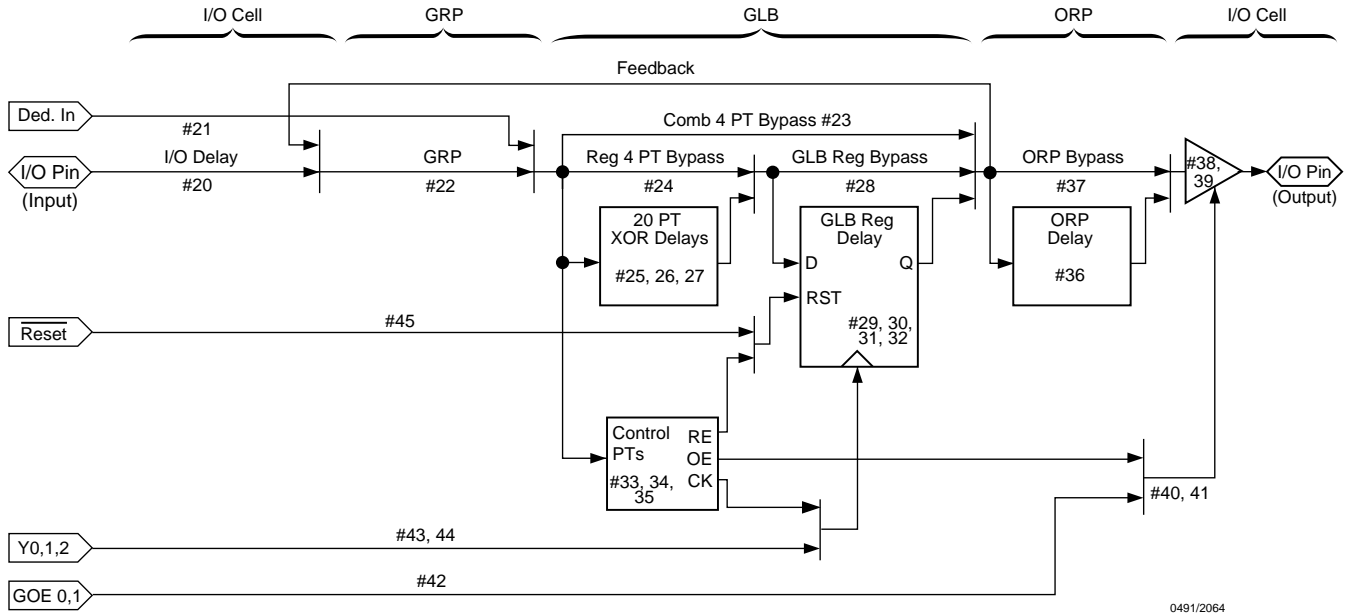 I/O Cell
GRP
GLB
ORP
I/O Cell
Feedback
Ded. In
#21
Comb 4 PT Bypass #23
I/O Pin
(Input)
I/O Delay
#20
GRP
#22
Reg 4 PT Bypass
#24
GLB Reg Bypass
#28
ORP Bypass
#37
#38,
39
I/O Pin
(Output)
20 PT
XOR Delays
#25, 26, 27
GLB Reg
Delay
D
Q
RST
#29, 30,
31, 32
ORP
Delay
#36
Reset
#45
Control
PTs
#33, 34,
35
RE
OE
CK
#40, 41
Y0,1,2
#43, 44
GOE 0,1
#42
0491/2064